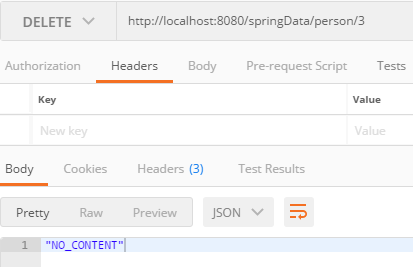 DELETE http://localhost:8080/springData/person/3
Authorization Headers Body Pre-request Script Tests
Key Value
New key Value
Body Cookies Headers (3) Test Results
Pretty Raw Preview JSON
1 "NO_CONTENT"